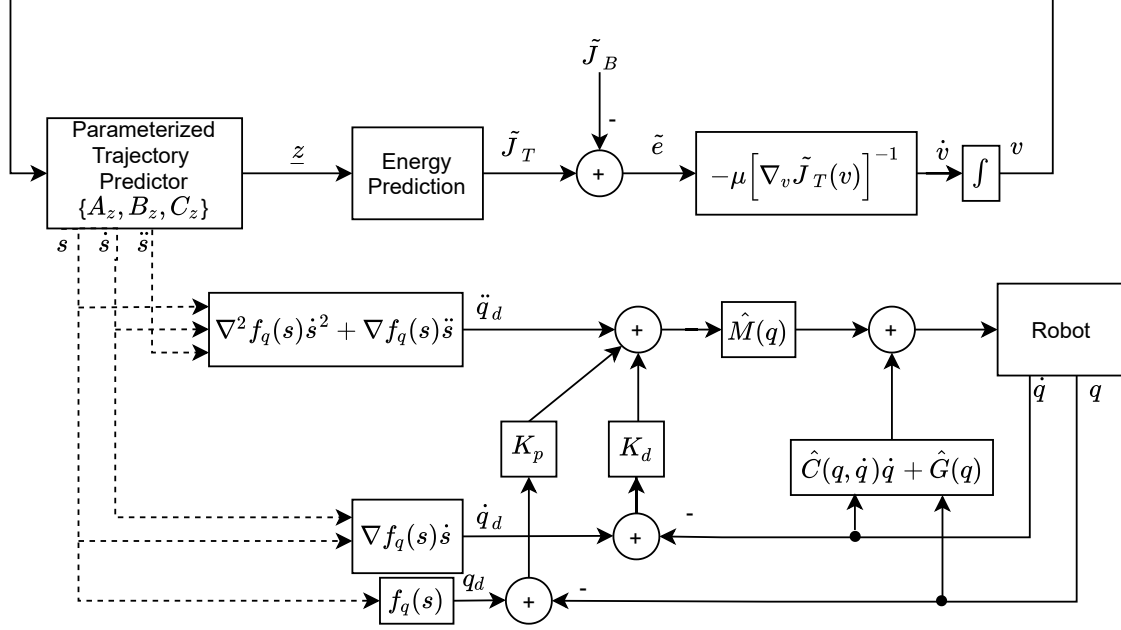 J̃_B
-
Parameterized
Trajectory
Predictor
{A_z, B_z, C_z}
z̲
Energy
Prediction
J̃_T
+
ẽ
−μ[∇_v J̃_T(v)]^{−1}
v̇
∫
v
s
ṡ
s̈
∇²f_q(s)ṡ² + ∇f_q(s)s̈
q̈_d
+
M̂(q)
+
Robot
q̇
q
K_p
K_d
Ĉ(q, q̇)q̇ + Ĝ(q)
∇f_q(s)ṡ
q̇_d
+
-
f_q(s)
q_d
+
-